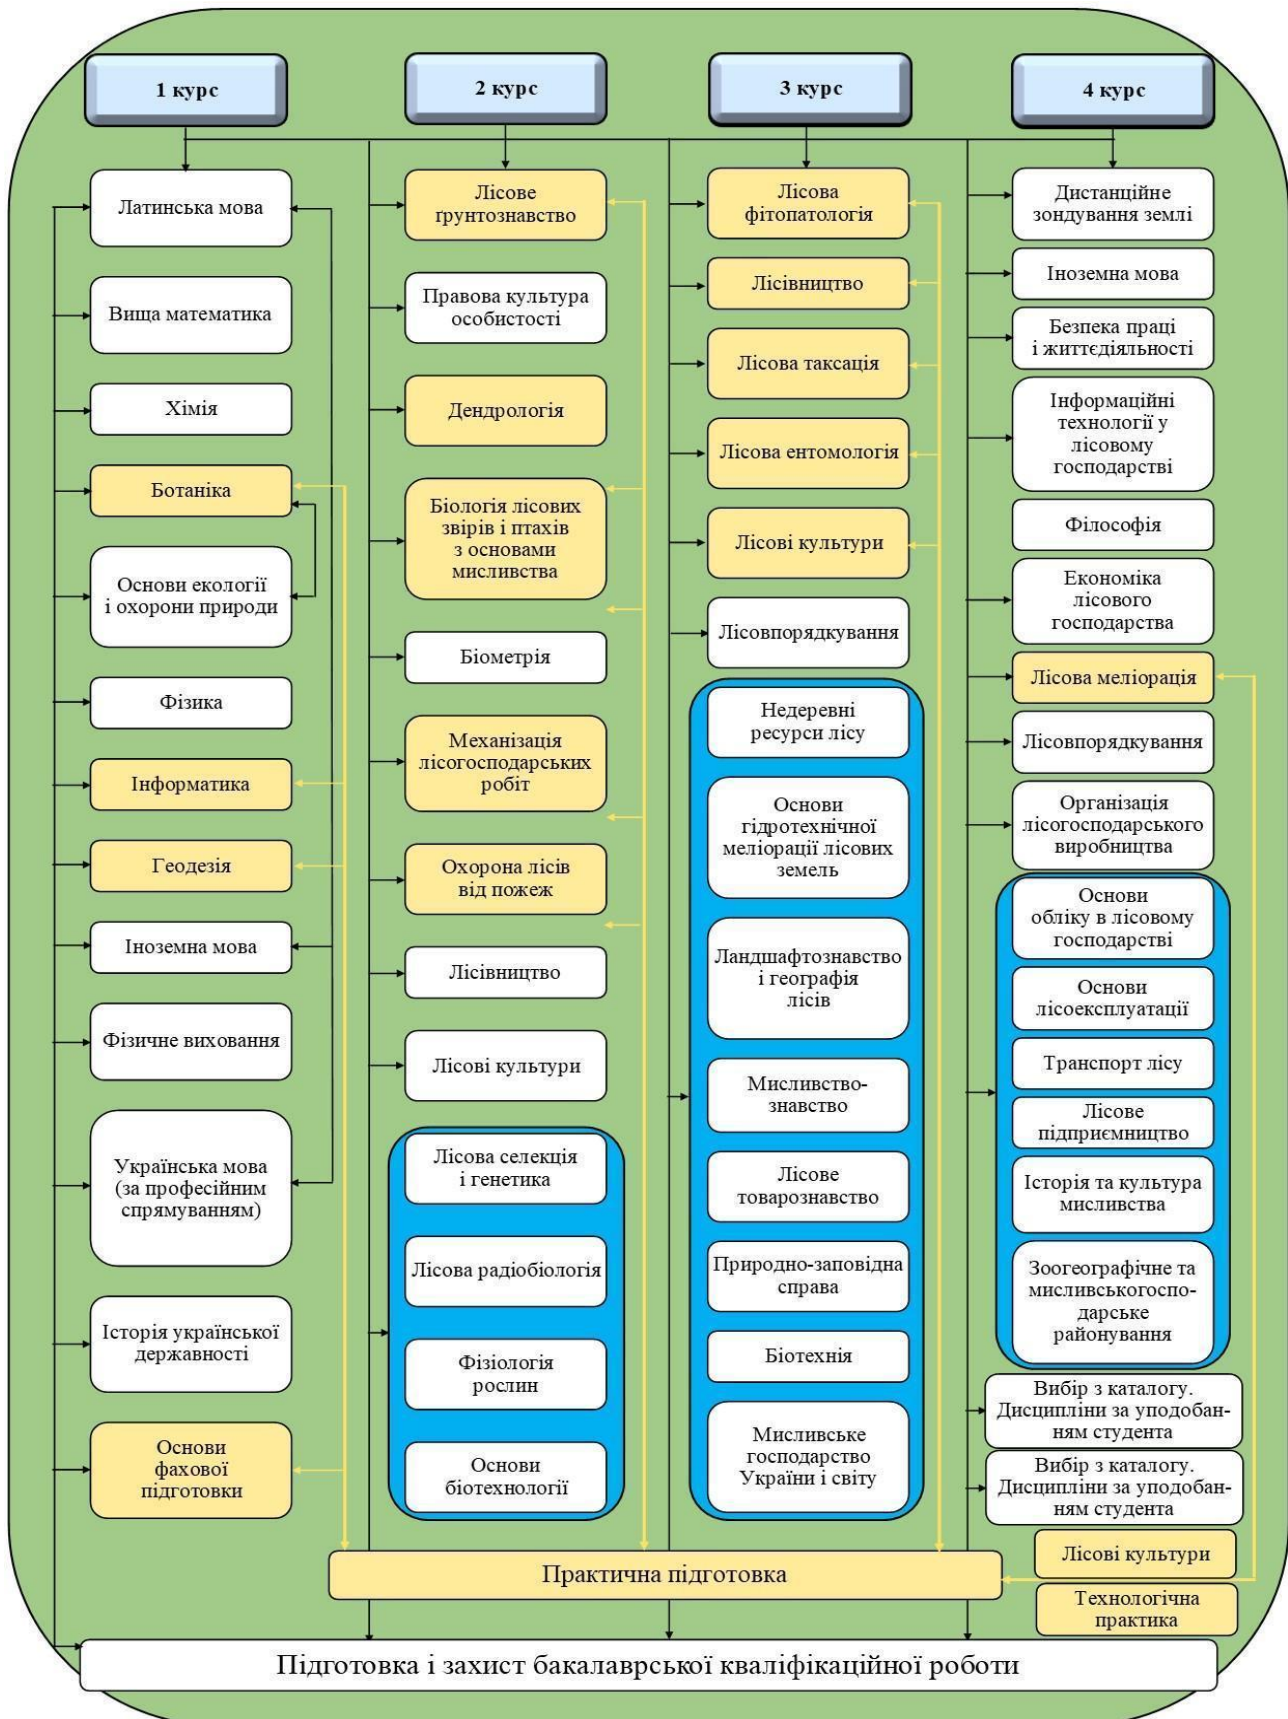 1 курс
2 курс
3 курс
4 курс
Латинська мова
Вища математика
Хімія
Ботаніка
Основи екології
і охорони природи
Фізика
Інформатика
Геодезія
Іноземна мова
Фізичне виховання
Українська мова
(за професійним
спрямуванням)
Історія української
державності
Основи
фахової
підготовки
Лісове
ґрунтознавство
Правова культура
особистості
Дендрологія
Біологія лісових
звірів і птахів
з основами
мисливства
Біометрія
Механізація
лісогосподарських
робіт
Охорона лісів
від пожеж
Лісівництво
Лісові культури
Лісова селекція
і генетика
Лісова радіобіологія
Фізіологія
рослин
Основи
біотехнології
Лісова
фітопатологія
Лісівництво
Лісова таксація
Лісова ентомологія
Лісові культури
Лісовпорядкування
Недеревні
ресурси лісу
Основи
гідротехнічної
меліорації лісових
земель
Ландшафтознавство
і географія
лісів
Мисливство-
знавство
Лісове
товарознавство
Природно-заповідна
справа
Біотехнія
Мисливське
господарство
України і світу
Дистанційне
зондування землі
Іноземна мова
Безпека праці
і життєдіяльності
Інформаційні
технології у
лісовому
господарстві
Філософія
Економіка
лісового
господарства
Лісова меліорація
Лісовпорядкування
Організація
лісогосподарського
виробництва
Основи
обліку в лісовому
господарстві
Основи
лісоексплуатації
Транспорт лісу
Лісове
підприємництво
Історія та культура
мисливства
Зоогеографічне та
мисливськогоспо-
дарське
районування
Вибір з каталогу.
Дисципліни за уподобан-
ням студента
Вибір з каталогу.
Дисципліни за уподобан-
ням студента
Лісові культури
Технологічна
практика
Практична підготовка
Підготовка і захист бакалаврської кваліфікаційної роботи